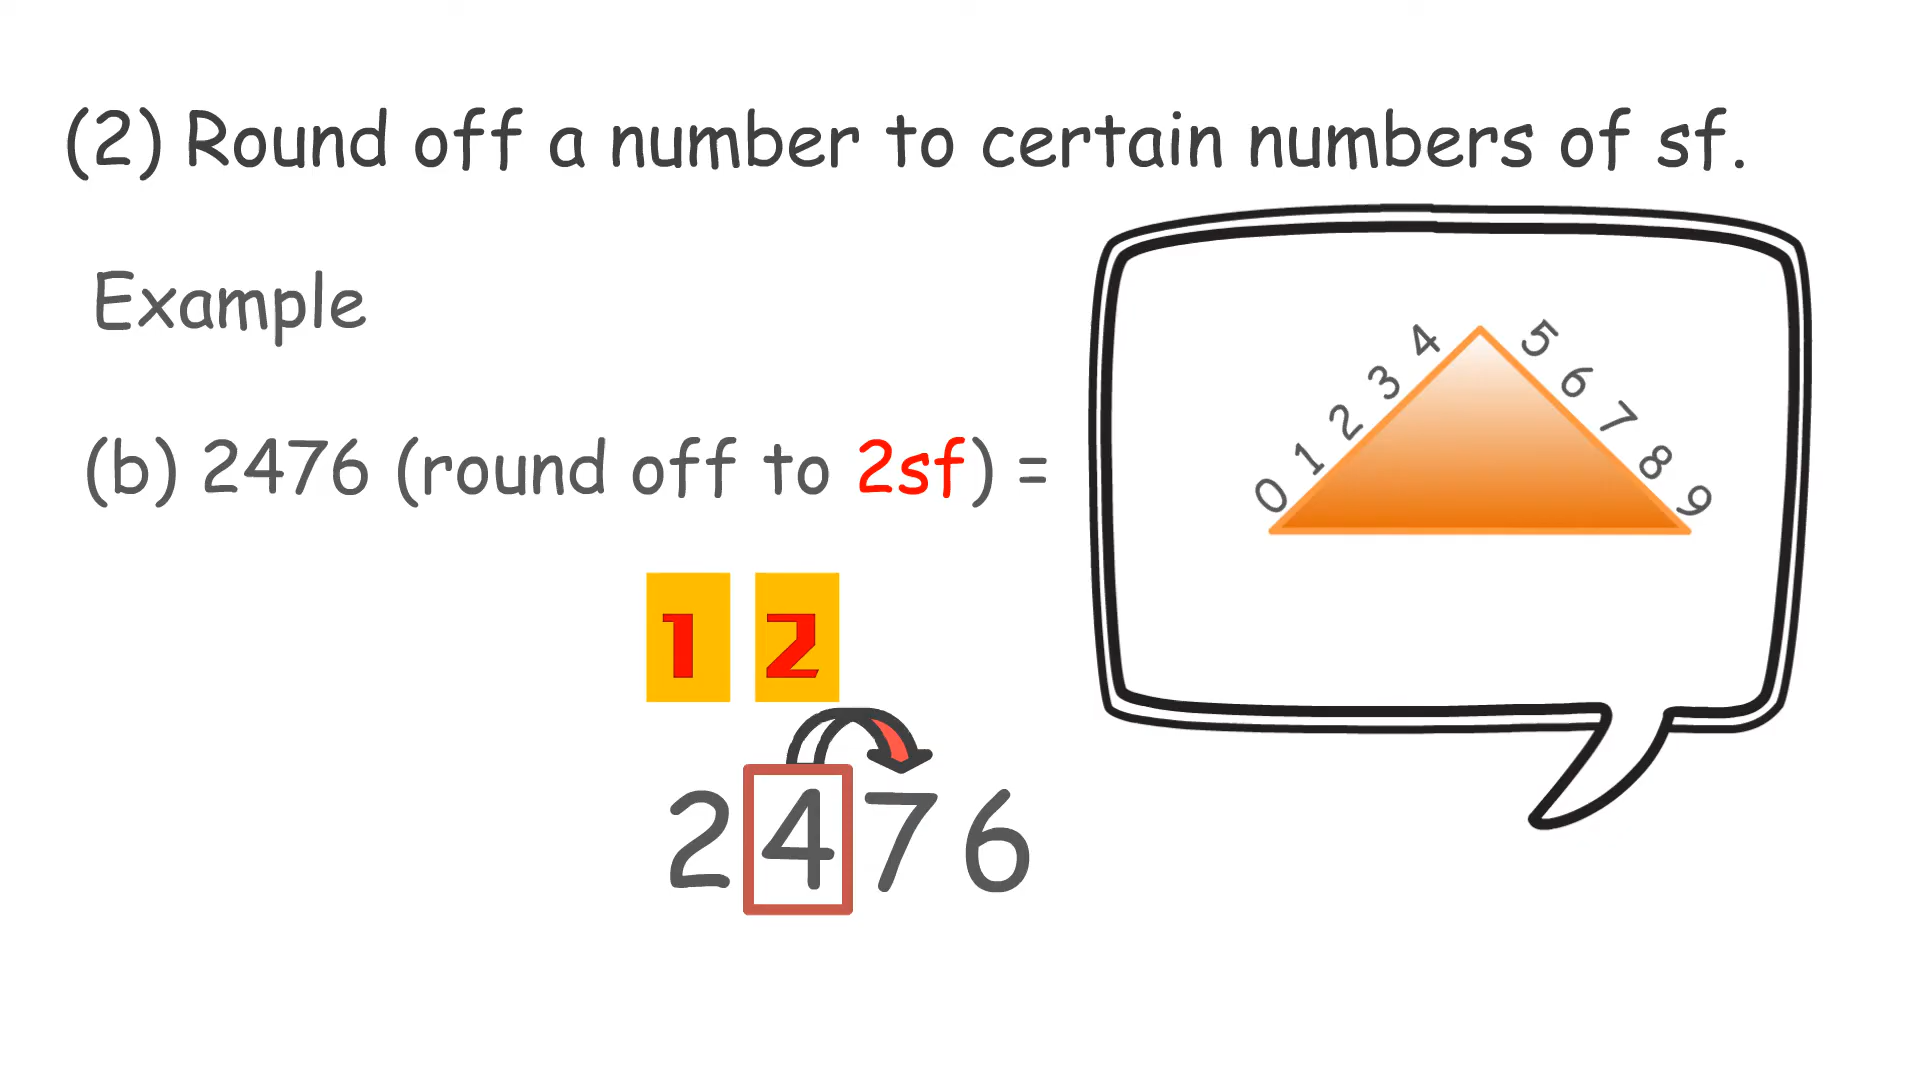 (2) Round off a number to certain numbers of sf.
Example
(b) 2476 (round off to 2sf) =
0 1 2 3 4 5 6 7 8 9
1 2
2476